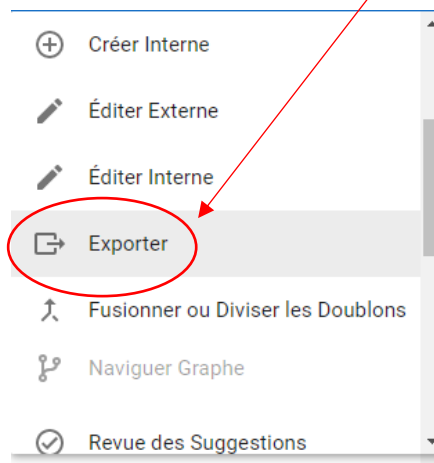 Créer Interne
Éditer Externe
Éditer Interne
Exporter
Fusionner ou Diviser les Doublons
Naviguer Graphe
Revue des Suggestions